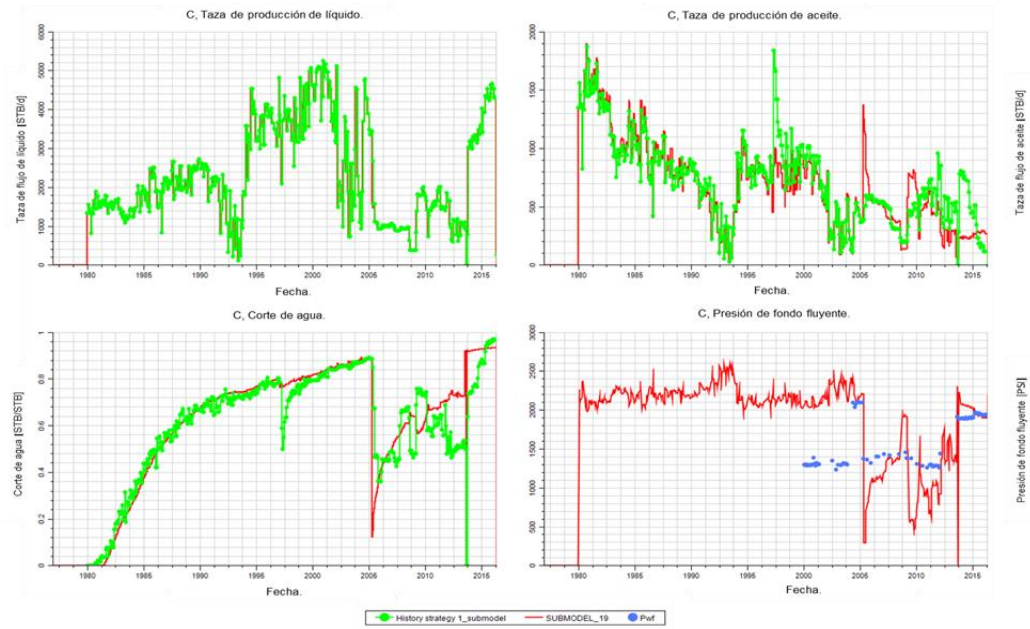 C, Taza de producción de líquido.
Taza de flujo de líquido [STB/d]
6000
5000
4000
3000
2000
1000
0
1980 1985 1990 1995 2000 2005 2010 2015
Fecha.
C, Taza de producción de aceite.
2000
1500
1000
500
0
Taza de flujo de aceite [STB/d]
1980 1985 1990 1995 2000 2005 2010 2015
Fecha.
C, Corte de agua.
Corte de agua [STB/STB]
1
0.8
0.6
0.4
0.2
0
1980 1985 1990 1995 2000 2005 2010 2015
Fecha.
C, Presión de fondo fluyente.
3000
2500
2000
1500
1000
500
0
Presión de fondo fluyente [PSI]
1980 1985 1990 1995 2000 2005 2010 2015
Fecha.
History strategy 1_submodel SUBMODEL_19 Pwf